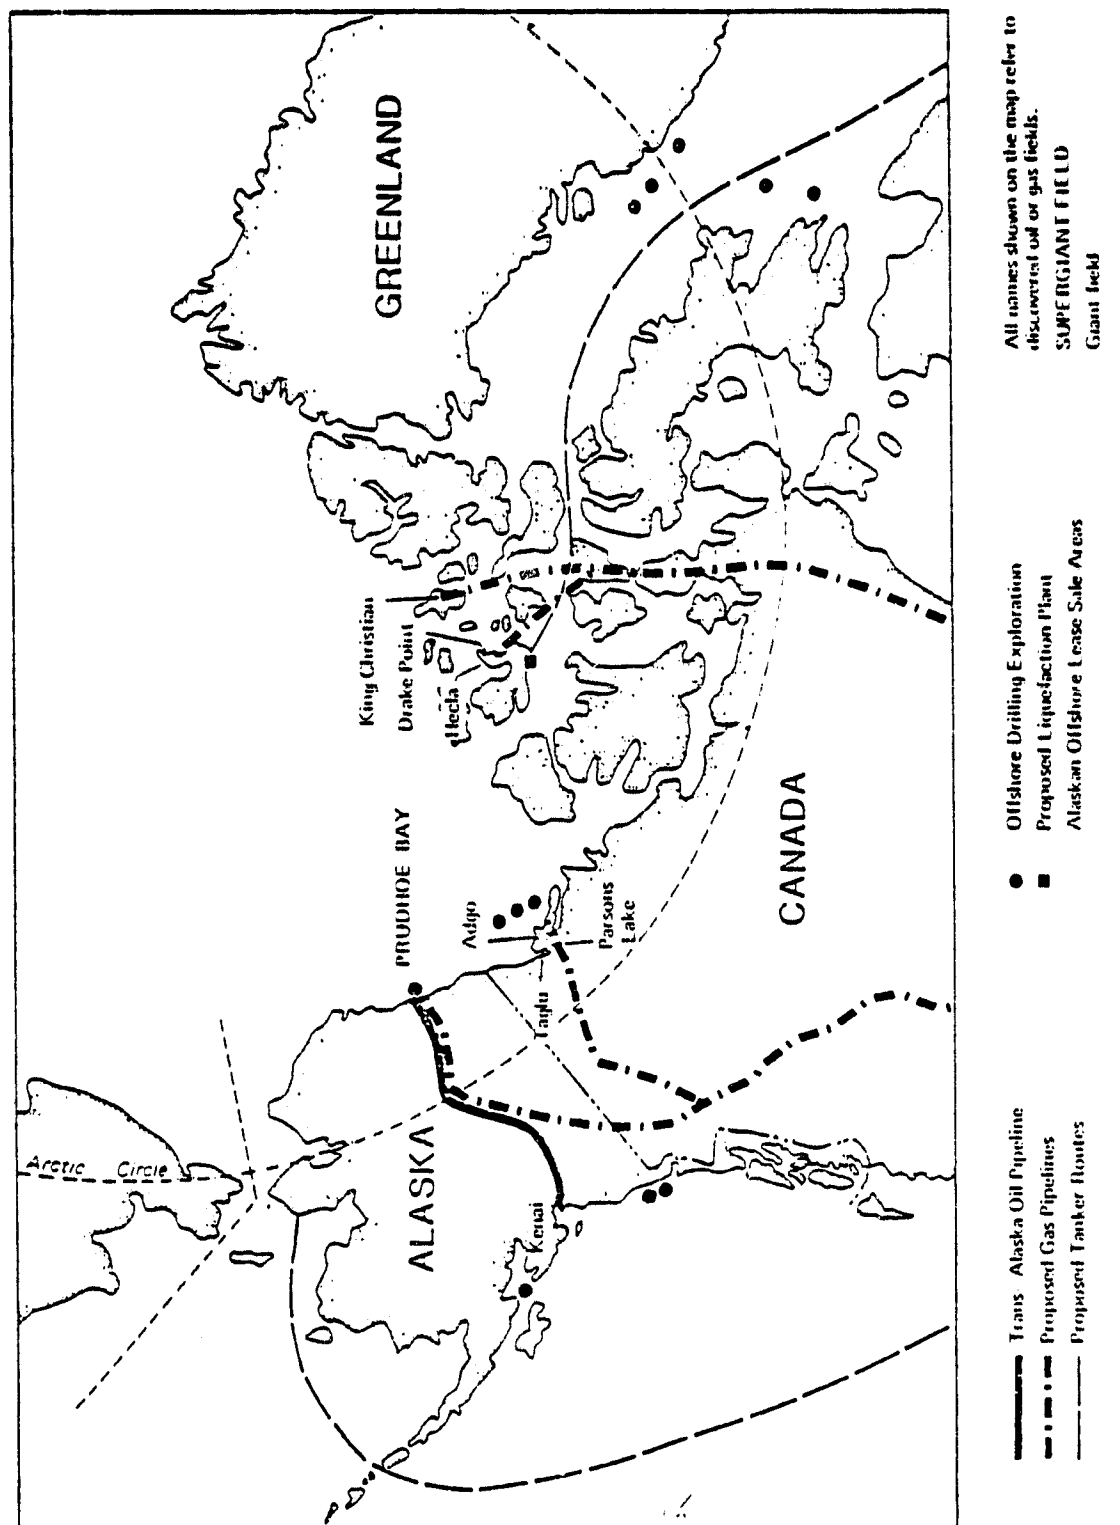 GREENLAND
King Christian
Drake Point
Hecla
PRUDHOE BAY
Adgo
Parsons
Lake
Taglu
CANADA
Arctic Circle
ALASKA
Kenai
Trans - Alaska Oil Pipeline
Proposed Gas Pipelines
Proposed Tanker Routes
Offshore Drilling Exploration
Proposed Liquefaction Plant
Alaskan Offshore Lease Sale Areas
All names shown on the map refer to
discovered oil or gas fields.
SUPERGIANT FIELD
Giant field